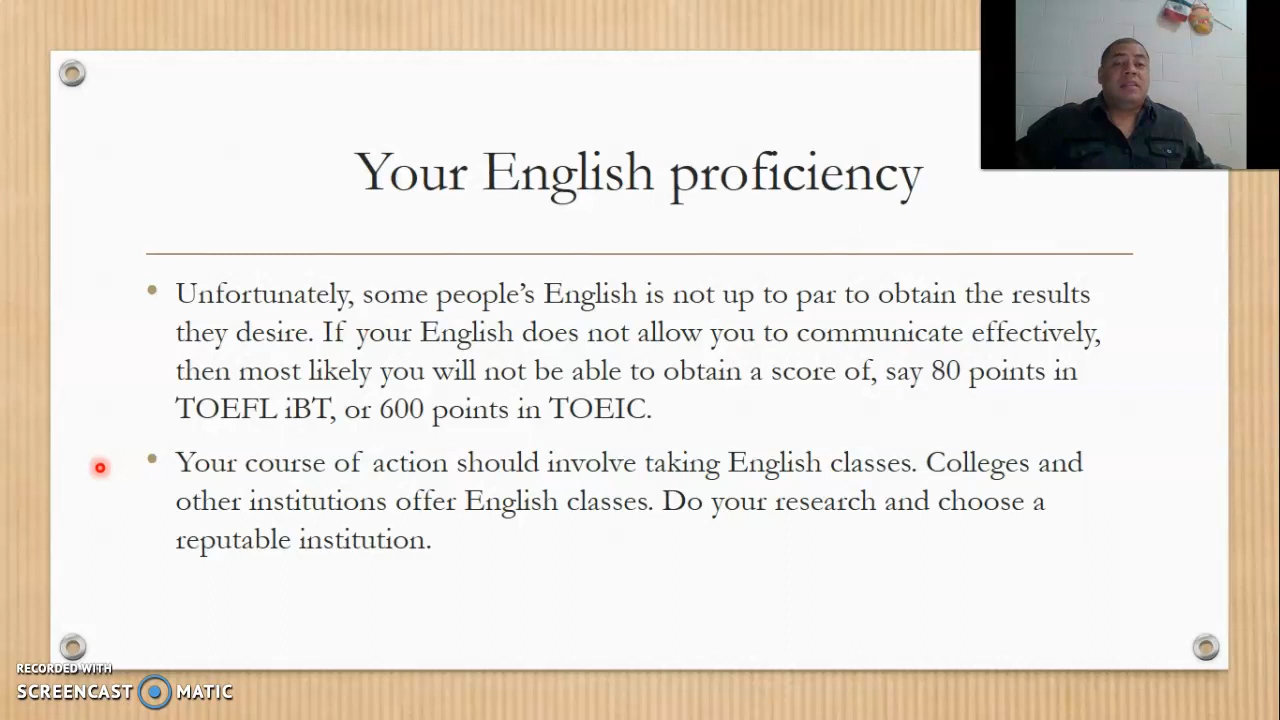 Your English proficiency
• Unfortunately, some people’s English is not up to par to obtain the results
they desire. If your English does not allow you to communicate effectively,
then most likely you will not be able to obtain a score of, say 80 points in
TOEFL iBT, or 600 points in TOEIC.
• Your course of action should involve taking English classes. Colleges and
other institutions offer English classes. Do your research and choose a
reputable institution.
RECORDED WITH
SCREENCAST MATIC